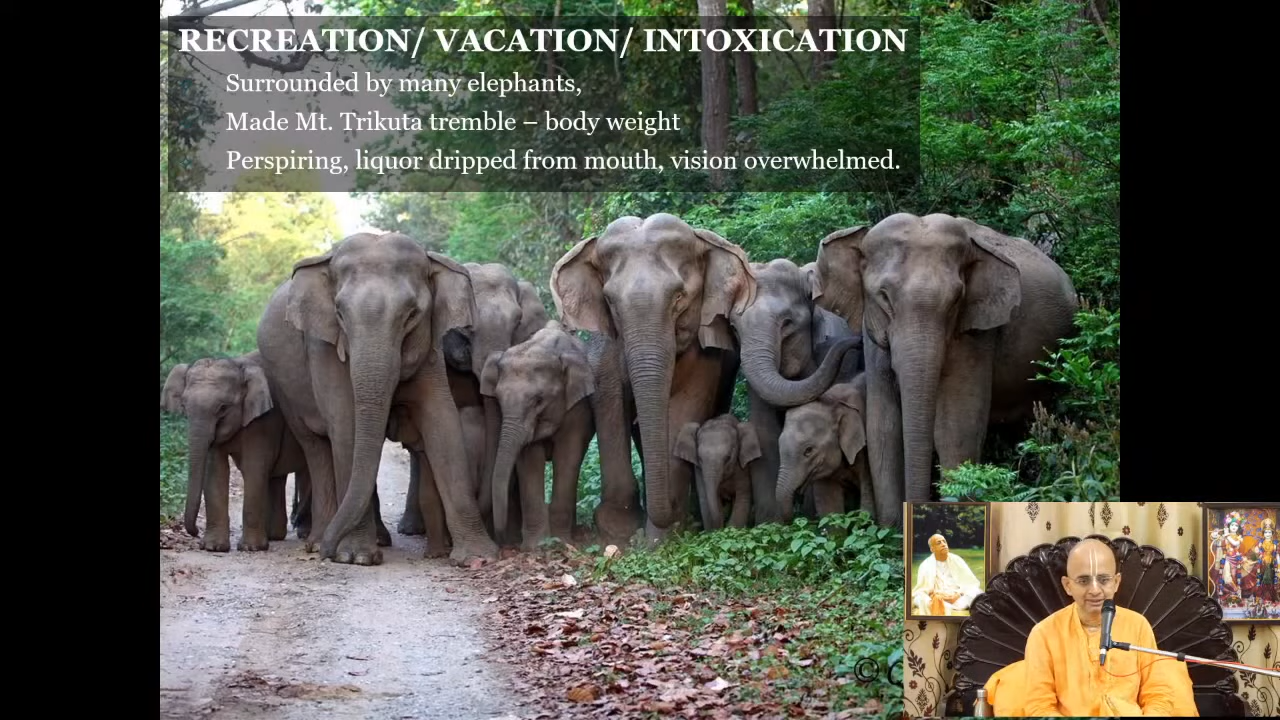 RECREATION/ VACATION/ INTOXICATION
Surrounded by many elephants,
Made Mt. Trikuta tremble – body weight
Perspiring, liquor dripped from mouth, vision overwhelmed.
©